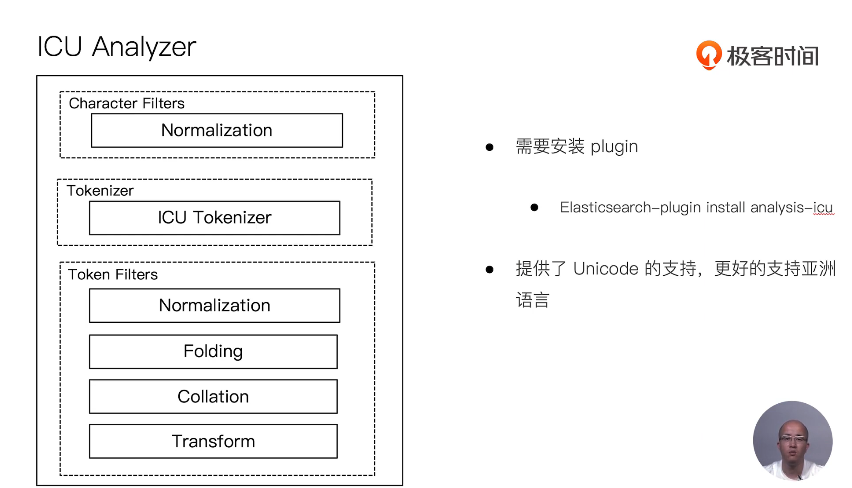 ICU Analyzer
极客时间
Character Filters
Normalization
Tokenizer
ICU Tokenizer
Token Filters
Normalization
Folding
Collation
Transform
需要安装 plugin
Elasticsearch-plugin install analysis-icu
提供了 Unicode 的支持，更好的支持亚洲
语言